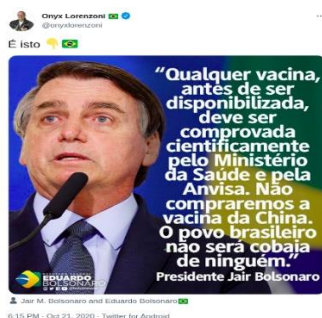 Onyx Lorenzoni
@onyxlorenzoni
É isto
“Qualquer vacina,
antes de ser
disponibilizada,
deve ser
comprovada
cientificamente
pelo Ministério
da Saúde e pela
Anvisa. Não
compraremos a
vacina da China.
O povo brasileiro
não será cobaia
de ninguém.”
Presidente Jair Bolsonaro
EDUARDO
BOLSONARO
Jair M. Bolsonaro and Eduardo Bolsonaro
6:15 PM · Oct 21, 2020 · Twitter for Android